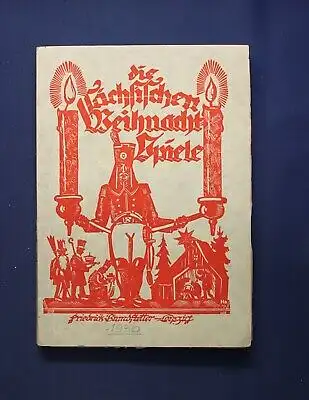 die
Sächsischen
Weihnacht
Spiele
Friedrich Brandstetter Leipzig